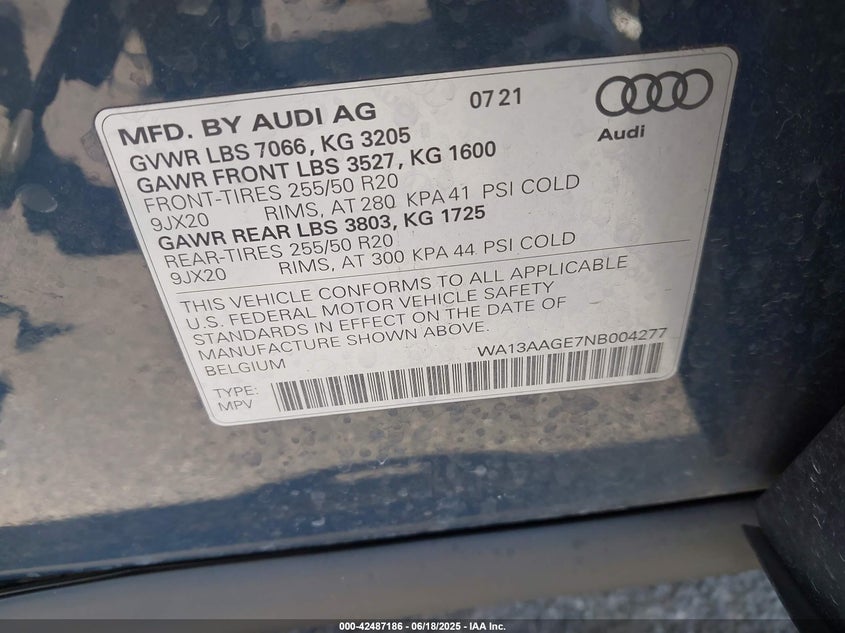 MFD. BY AUDI AG 07 21
Audi
GVWR LBS 7066, KG 3205
GAWR FRONT LBS 3527, KG 1600
FRONT-TIRES 255/50 R20
9JX20 RIMS, AT 280 KPA 41 PSI COLD
GAWR REAR LBS 3803, KG 1725
REAR-TIRES 255/50 R20
9JX20 RIMS, AT 300 KPA 44 PSI COLD
THIS VEHICLE CONFORMS TO ALL APPLICABLE
U.S. FEDERAL MOTOR VEHICLE SAFETY
STANDARDS IN EFFECT ON THE DATE OF
MANUFACTURE SHOWN ABOVE.
BELGIUM WA13AAGE7NB004277
TYPE:
MPV
000-42487186 - 06/18/2025 - IAA Inc.